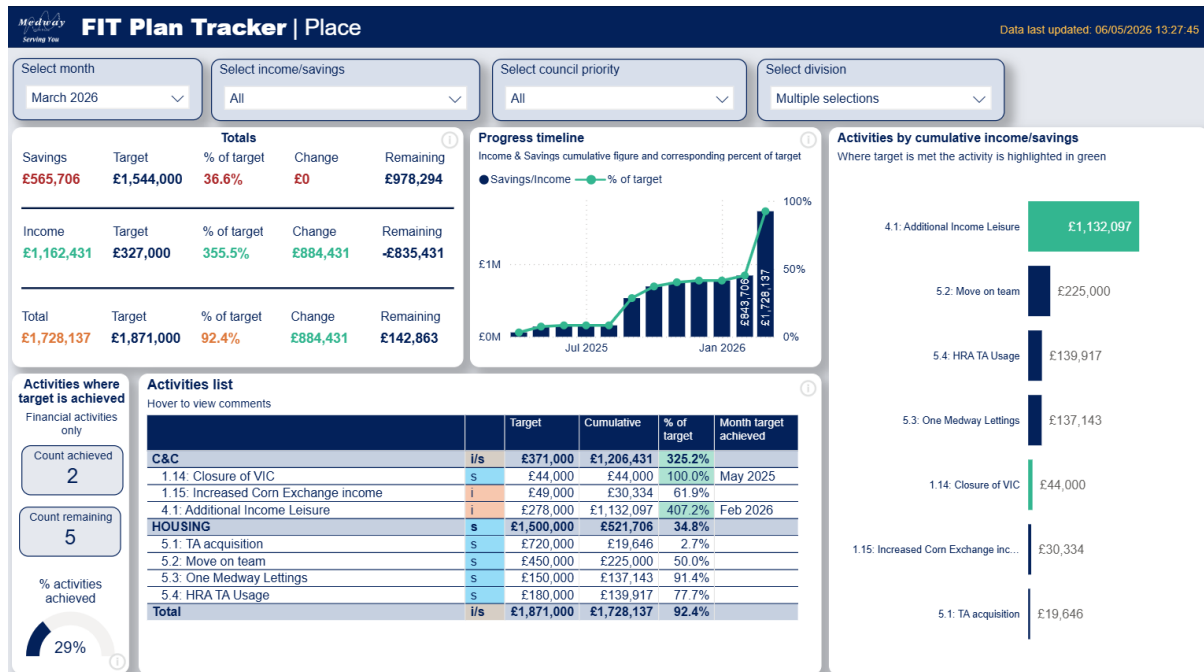 Medway
Serving You
FIT Plan Tracker | Place
Data last updated: 06/05/2026 13:27:45
Select month
March 2026
Select income/savings
All
Select council priority
All
Select division
Multiple selections
Totals
Savings Target % of target Change Remaining
£565,706 £1,544,000 36.6% £0 £978,294
Income Target % of target Change Remaining
£1,162,431 £327,000 355.5% £884,431 -£835,431
Total Target % of target Change Remaining
£1,728,137 £1,871,000 92.4% £884,431 £142,863
Progress timeline
Income & Savings cumulative figure and corresponding percent of target
Savings/Income % of target
100%
£1M
50%
£0M
0%
£843,706
£1,728,137
Jul 2025 Jan 2026
Activities by cumulative income/savings
Where target is met the activity is highlighted in green
4.1: Additional Income Leisure £1,132,097
5.2: Move on team £225,000
5.4: HRA TA Usage £139,917
5.3: One Medway Lettings £137,143
1.14: Closure of VIC £44,000
1.15: Increased Corn Exchange inc... £30,334
5.1: TA acquisition £19,646
Activities where
target is achieved
Financial activities
only
Count achieved
2
Count remaining
5
% activities
achieved
29%
Activities list
Hover to view comments
Target Cumulative % of target Month target achieved
C&C i/s £371,000 £1,206,431 325.2%
1.14: Closure of VIC s £44,000 £44,000 100.0% May 2025
1.15: Increased Corn Exchange income i £49,000 £30,334 61.9%
4.1: Additional Income Leisure i £278,000 £1,132,097 407.2% Feb 2026
HOUSING s £1,500,000 £521,706 34.8%
5.1: TA acquisition s £720,000 £19,646 2.7%
5.2: Move on team s £450,000 £225,000 50.0%
5.3: One Medway Lettings s £150,000 £137,143 91.4%
5.4: HRA TA Usage s £180,000 £139,917 77.7%
Total i/s £1,871,000 £1,728,137 92.4%